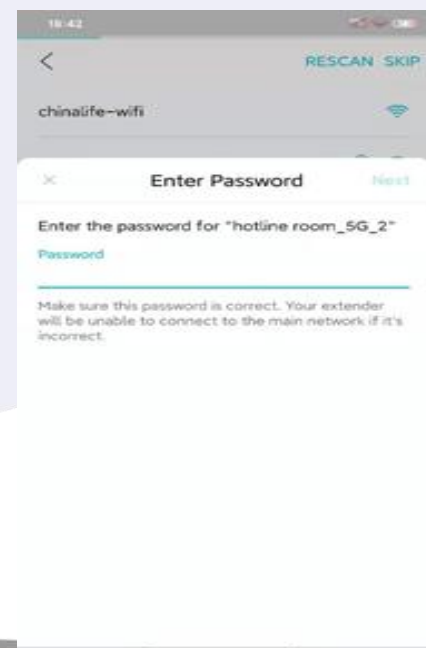 18:42
RESCAN SKIP
chinalife-wifi
Enter Password Next
Enter the password for "hotline room_5G_2"
Password
Make sure this password is correct. Your extender
will be unable to connect to the main network if it's
incorrect.